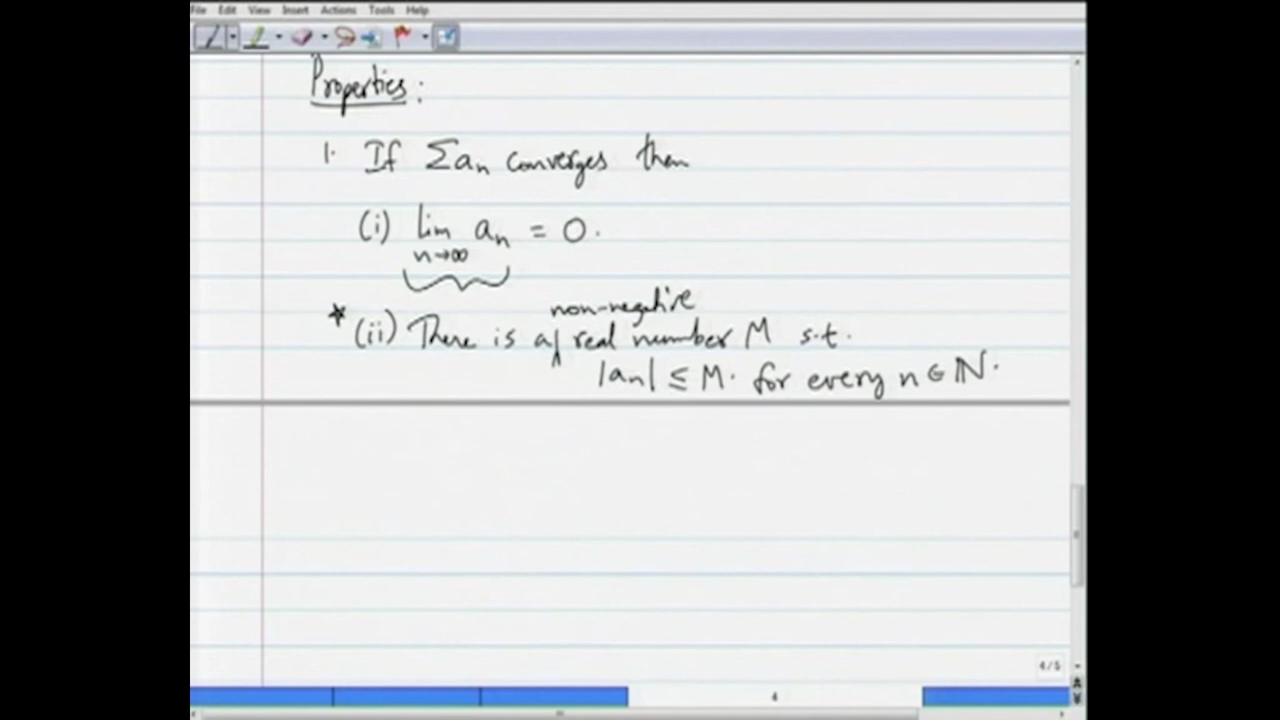 File Edit View Insert Actions Tools Help
Properties:
1. If Σan converges then
(i) lim an = 0.
n→∞
non-negative
* (ii) There is a real number M s.t.
|an| ≤ M. for every n ∈ ℕ.
4/5
4